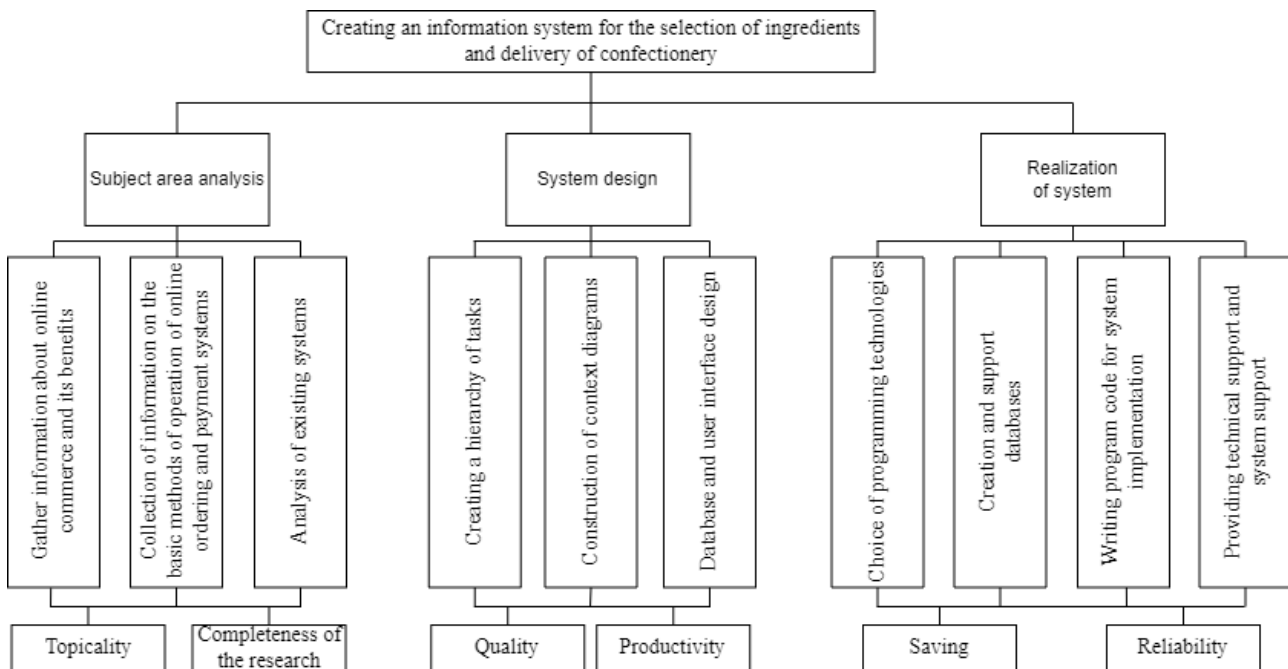 Creating an information system for the selection of ingredients
and delivery of confectionery
Subject area analysis
System design
Realization
of system
Gather information about online
commerce and its benefits
Collection of information on the
basic methods of operation of online
ordering and payment systems
Analysis of existing systems
Creating a hierarchy of tasks
Construction of context diagrams
Database and user interface design
Choice of programming technologies
Creation and support
databases
Writing program code for system
implementation
Providing technical support and
system support
Topicality
Completeness of
the research
Quality
Productivity
Saving
Reliability